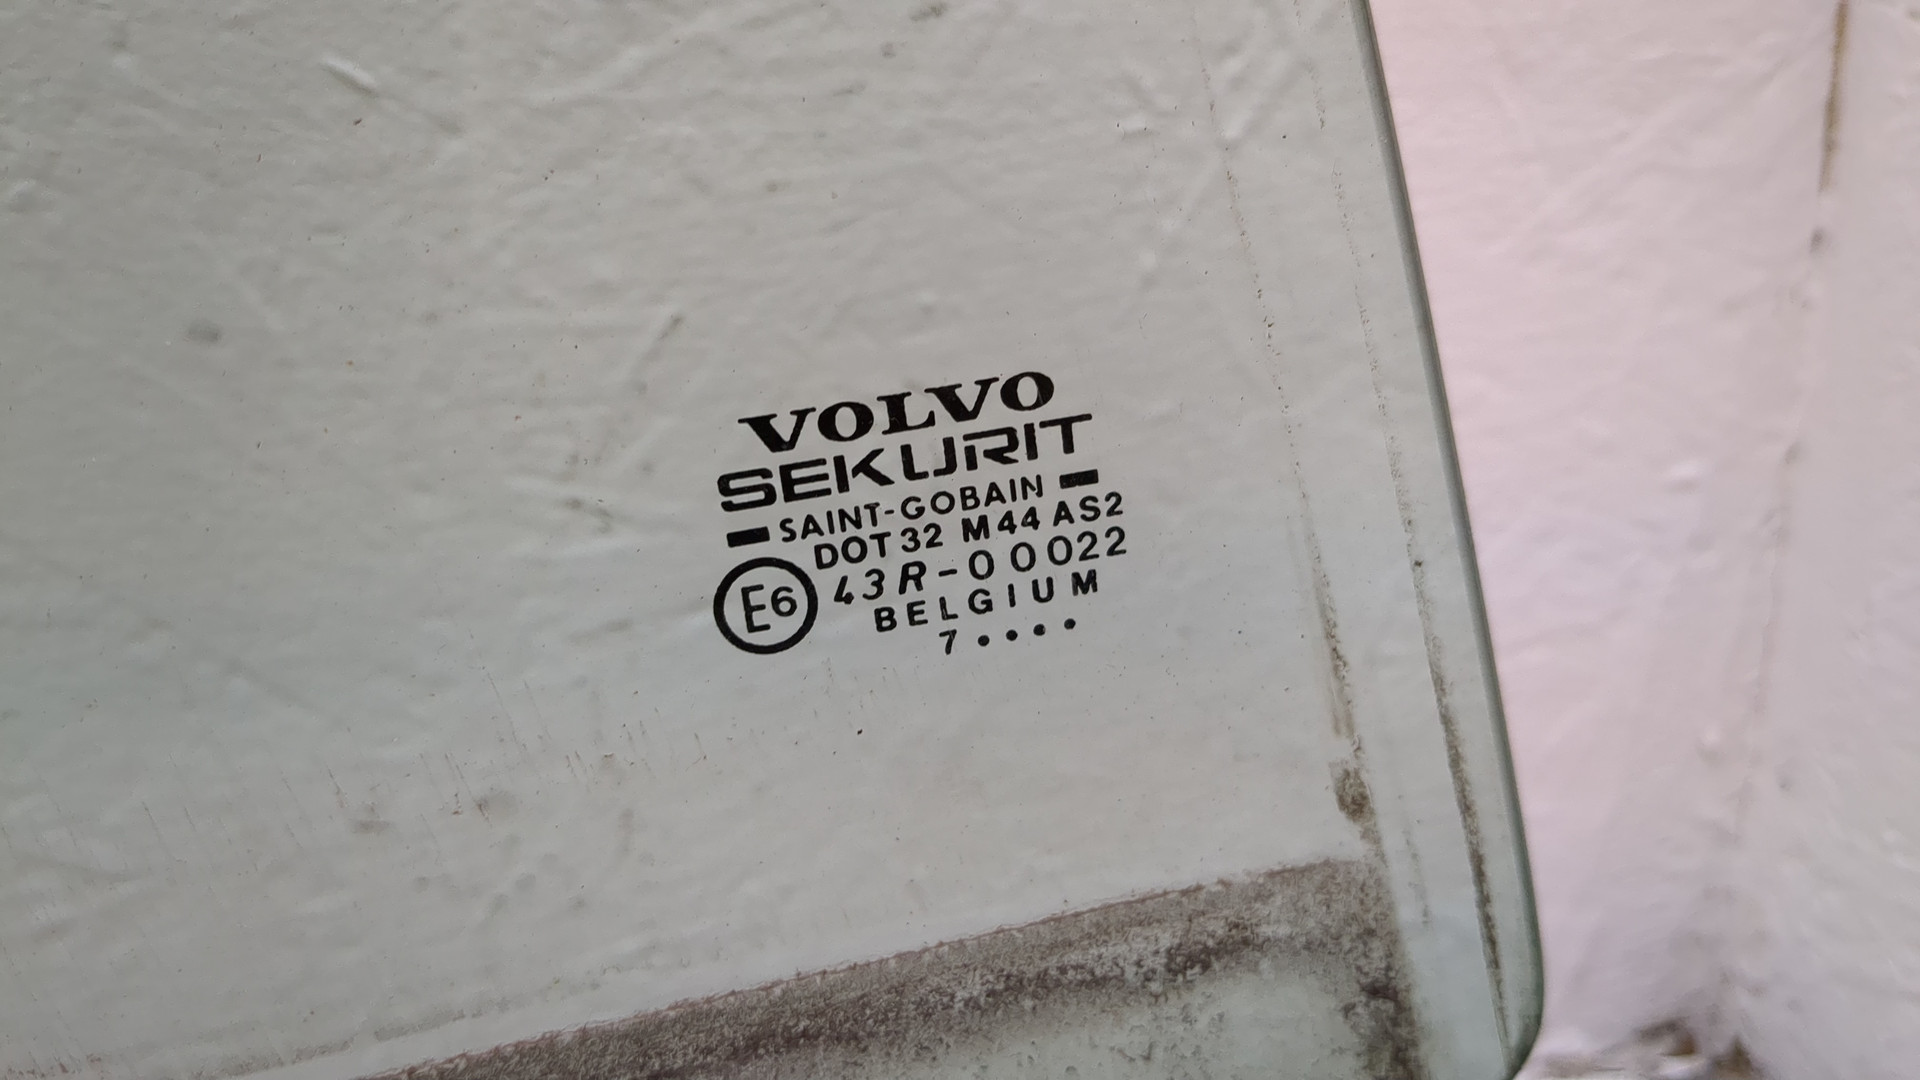 VOLVO
SEKURIT
SAINT-GOBAIN
DOT 32 M44 AS2
E6 43R-00022
BELGIUM
7 ••••